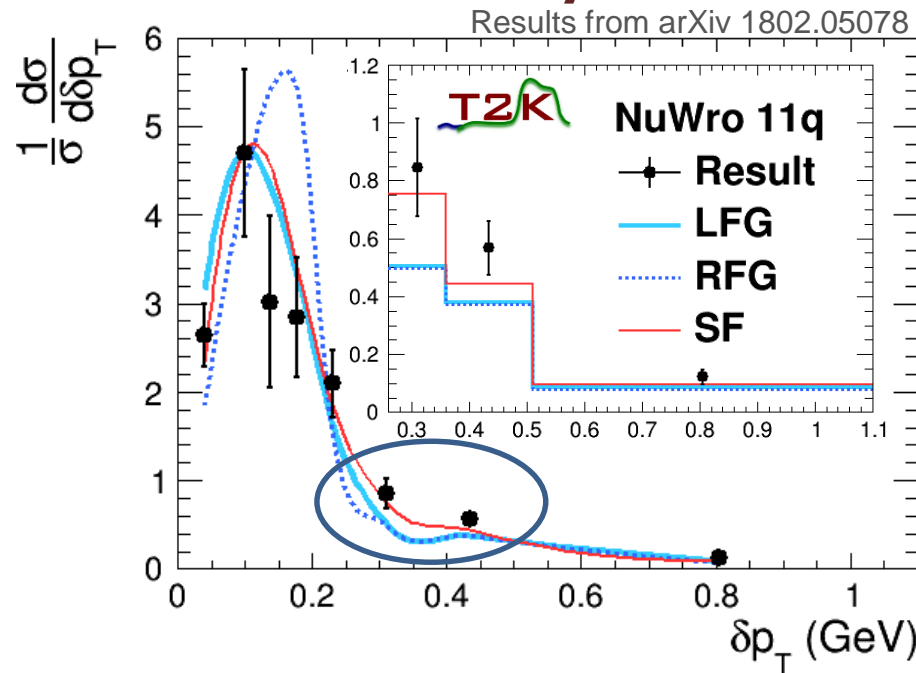 Results from arXiv 1802.05078
1/σ dσ/dδp_T
6
5
4
3
2
1
0
0 0.2 0.4 0.6 0.8 1
δp_T (GeV)
.2
1
0.8
0.6
0.4
0.2
0
0.3 0.4 0.5 0.6 0.7 0.8 0.9 1 1.1
T2K
NuWro 11q
Result
LFG
RFG
SF